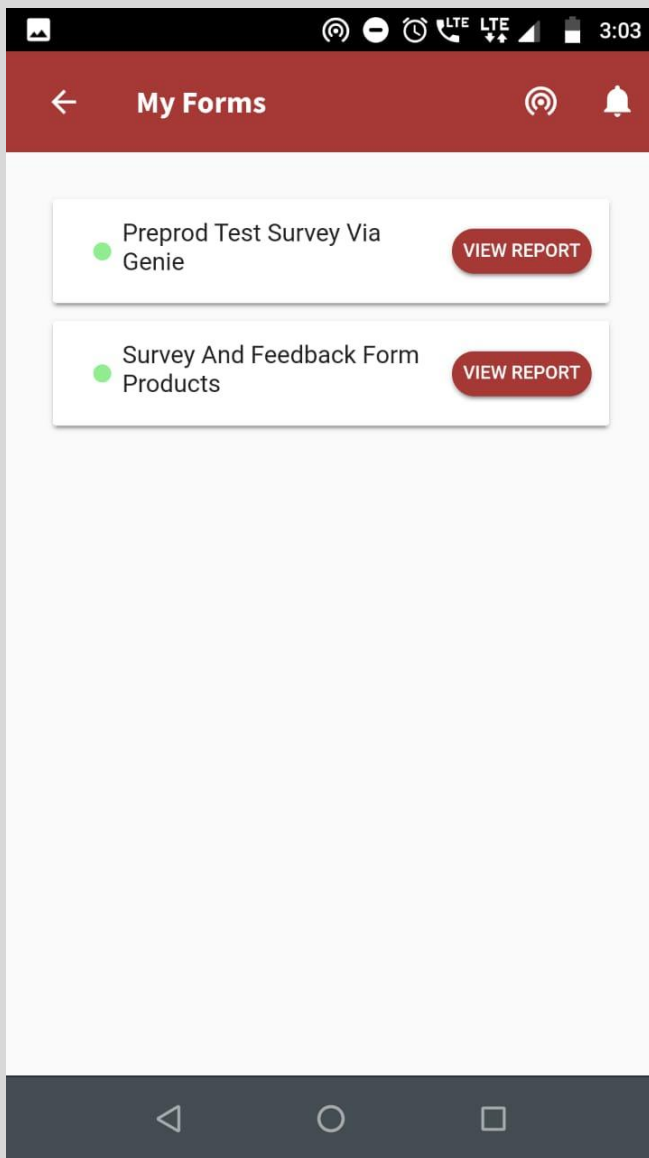 LTE LTE 3:03
My Forms
Preprod Test Survey Via
Genie
VIEW REPORT
Survey And Feedback Form
Products
VIEW REPORT